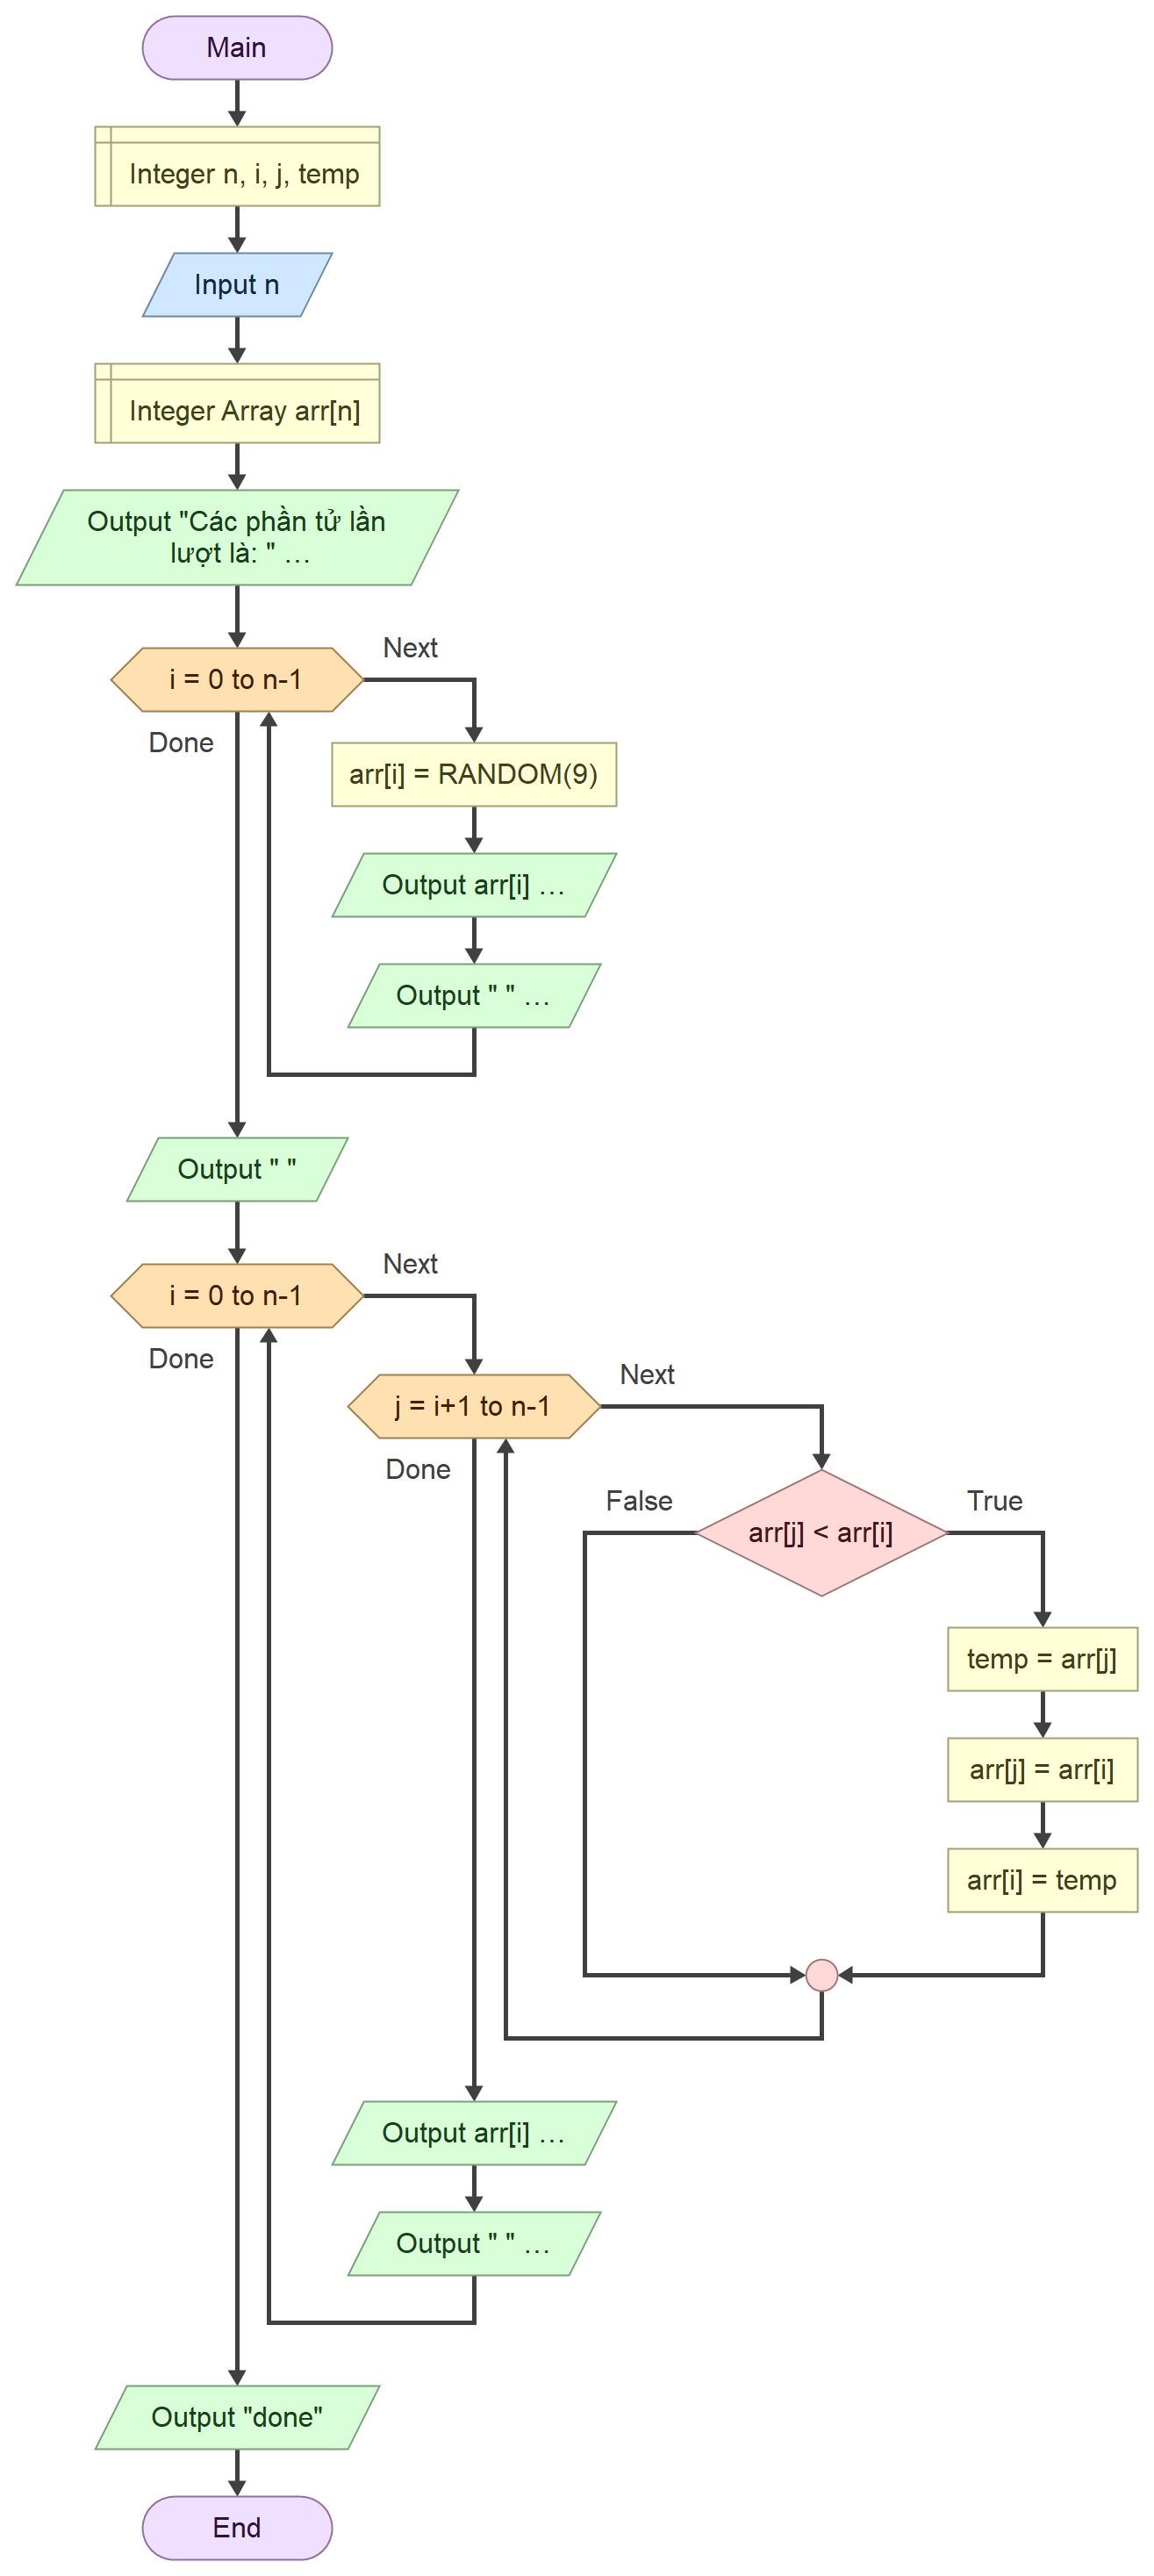 Main
Integer n, i, j, temp
Input n
Integer Array arr[n]
Output "Các phần tử lần
lượt là: " …
i = 0 to n-1
Next
Done
arr[i] = RANDOM(9)
Output arr[i] …
Output " " …
Output " "
i = 0 to n-1
Next
Done
j = i+1 to n-1
Next
Done
False
arr[j] < arr[i]
True
temp = arr[j]
arr[j] = arr[i]
arr[i] = temp
Output arr[i] …
Output " " …
Output "done"
End